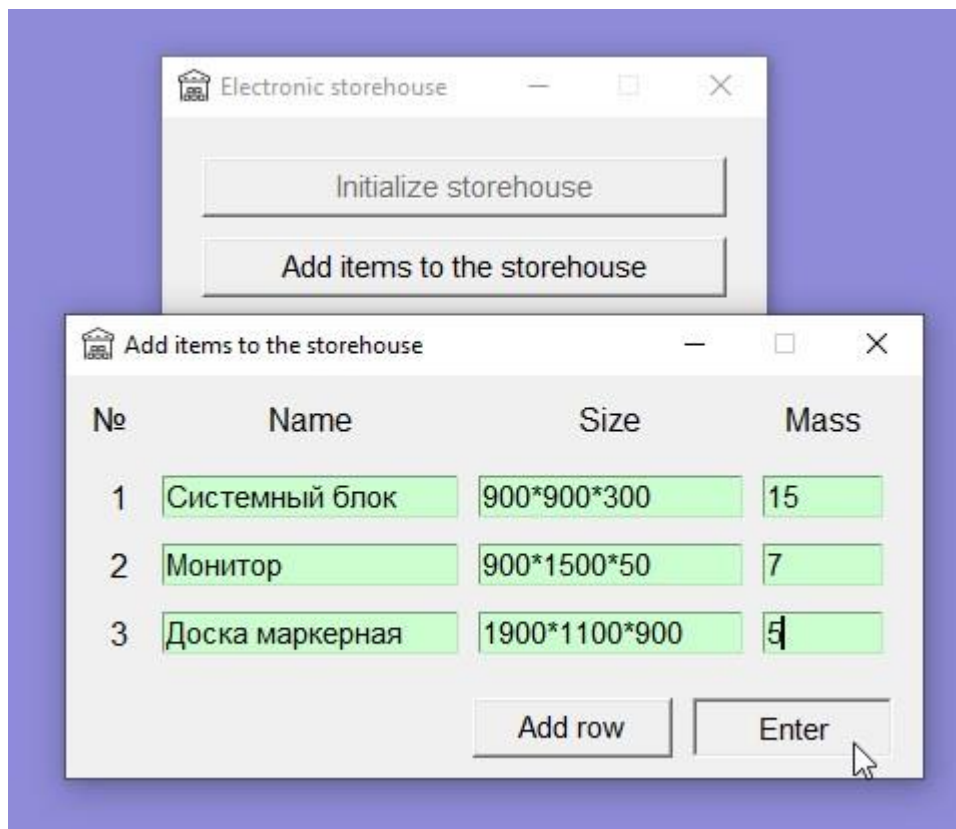 Electronic storehouse
Initialize storehouse
Add items to the storehouse
Add items to the storehouse
№ Name Size Mass
1 Системный блок 900*900*300 15
2 Монитор 900*1500*50 7
3 Доска маркерная 1900*1100*900 5
Add row Enter